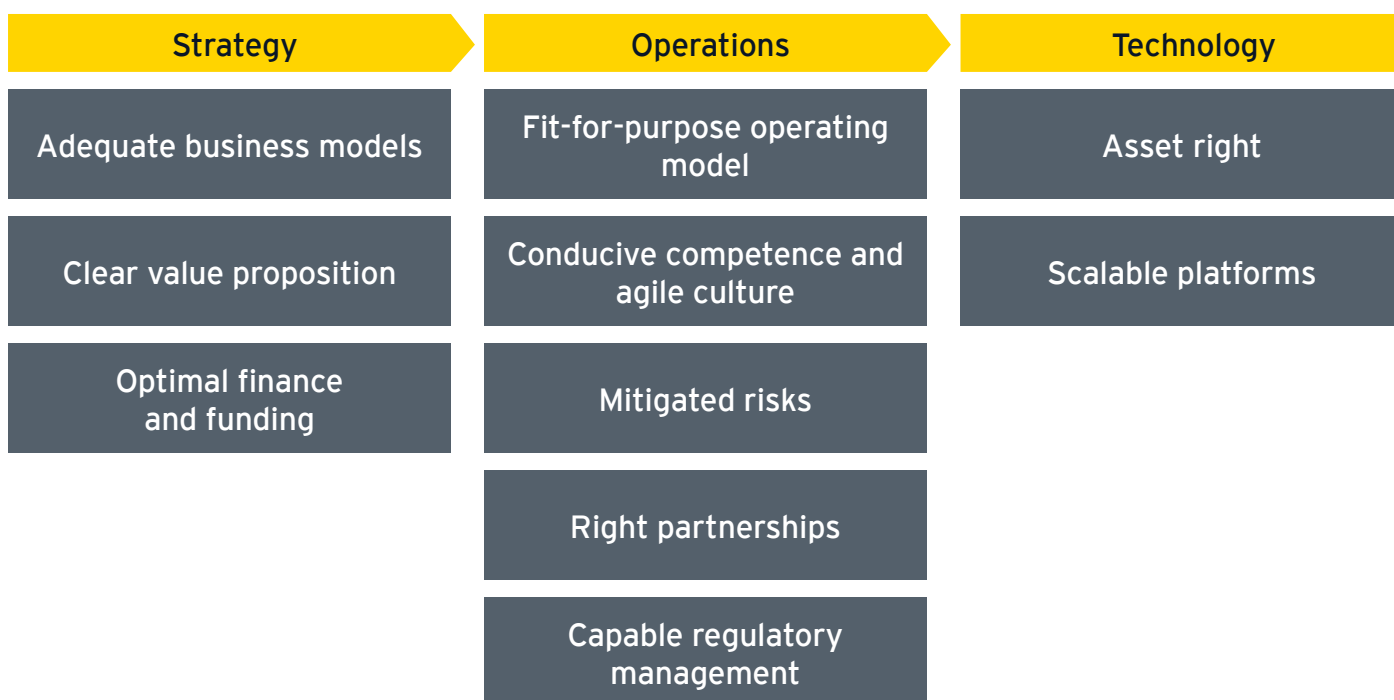 Strategy
Adequate business models
Clear value proposition
Optimal finance
and funding
Operations
Fit-for-purpose operating
model
Conducive competence and
agile culture
Mitigated risks
Right partnerships
Capable regulatory
management
Technology
Asset right
Scalable platforms